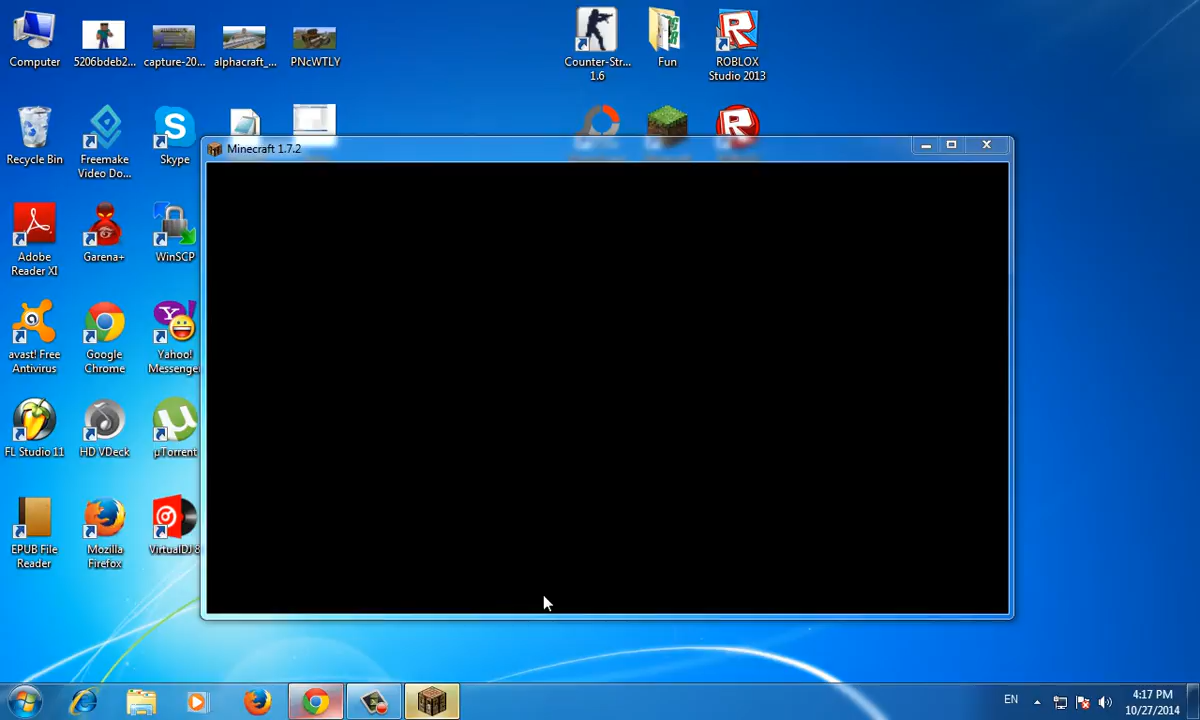 Computer
5206bdeb2...
capture-20...
alphacraft_...
PNcWTLY
Counter-Str...
1.6
Fun
ROBLOX
Studio 2013
Minecraft 1.7.2
Recycle Bin
Freemake
Video Do...
Skype
Adobe
Reader XI
Garena+
WinSCP
avast! Free
Antivirus
Google
Chrome
Yahoo!
Messenge
FL Studio 11
HD VDeck
µTorrent
EPUB File
Reader
Mozilla
Firefox
VirtualDJ 8
EN
4:17 PM
10/27/2014